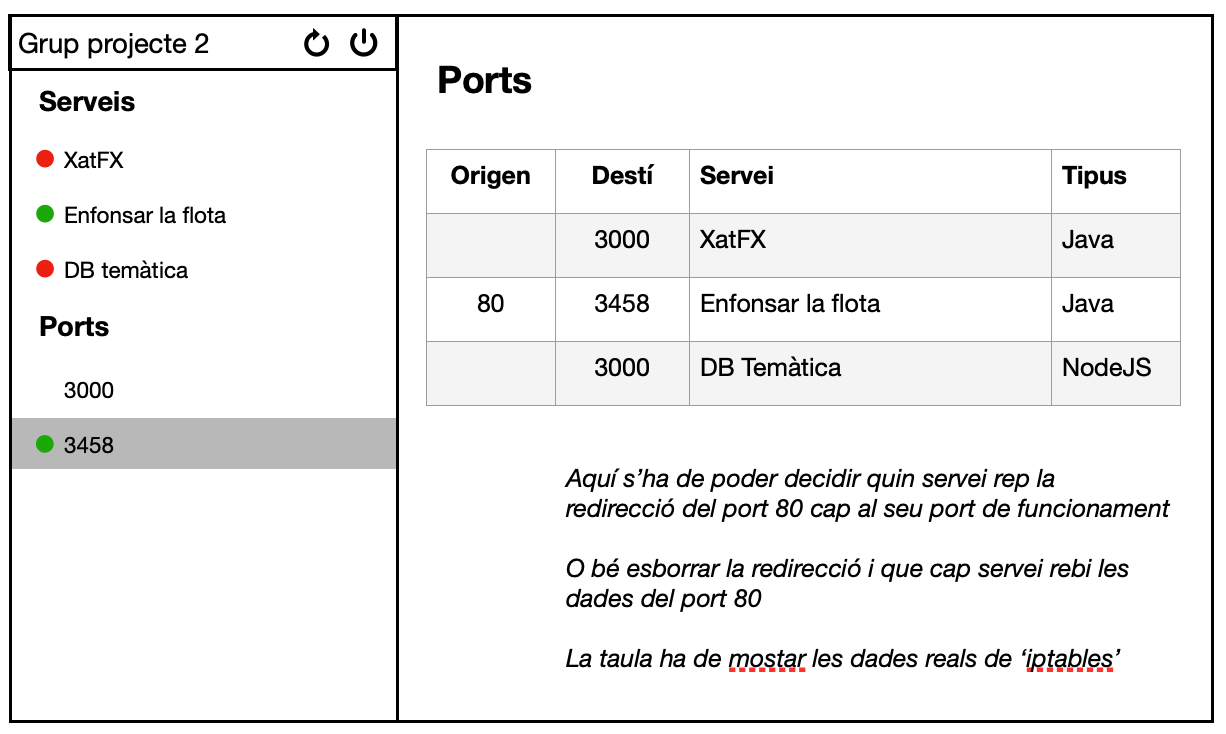 Grup projecte 2
Serveis
XatFX
Enfonsar la flota
DB temàtica
Ports
3000
3458
Ports
Origen Destí Servei Tipus
3000 XatFX Java
80 3458 Enfonsar la flota Java
3000 DB Temàtica NodeJS
Aquí s’ha de poder decidir quin servei rep la
redirecció del port 80 cap al seu port de funcionament
O bé esborrar la redirecció i que cap servei rebi les
dades del port 80
La taula ha de mostar les dades reals de ‘iptables’